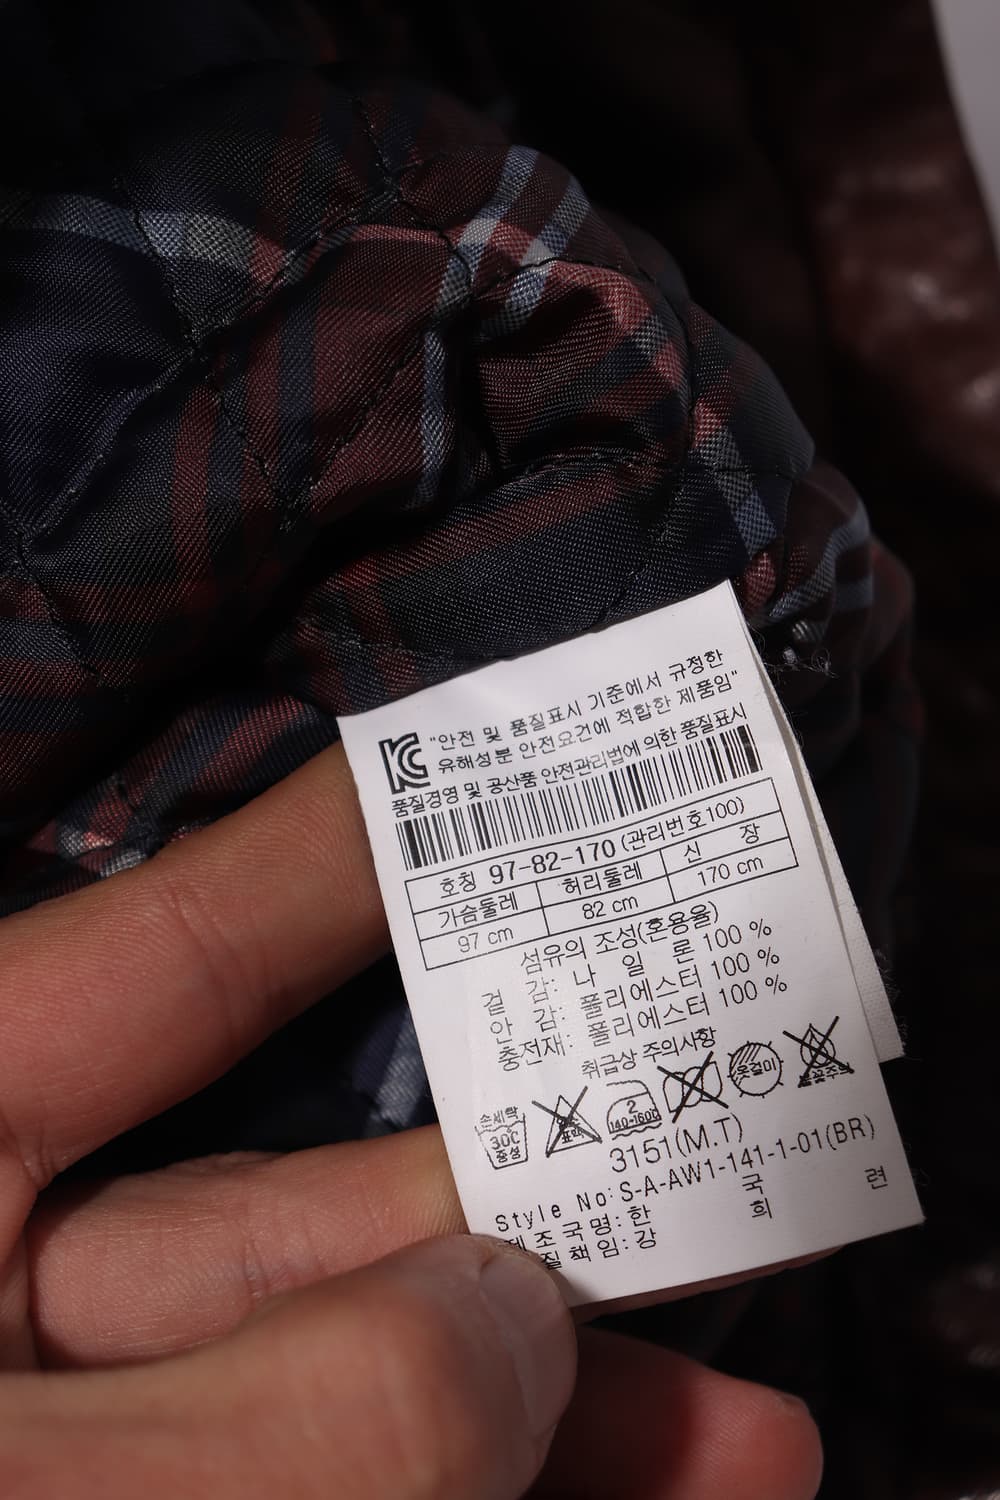 KC "안전 및 품질표시 기준에서 규정한
유해성분 안전요건에 적합한 제품임"
품질경영 및 공산품 안전관리법에 의한 품질표시
호칭 97-82-170 (관리번호100)
가슴둘레 허리둘레 신 장
97 cm 82 cm 170 cm
섬유의 조성(혼용율)
겉 감: 나 일 론 100 %
안 감: 폴리에스터 100 %
충전재: 폴리에스터 100 %
취급상 주의사항
손세탁 30℃ 중성
2 140-160℃
옷걸이
3151(M.T)
Style No: S-A-AW1-141-1-01(BR)
제 조 국 명: 한 국
질 책 임: 강 희 련